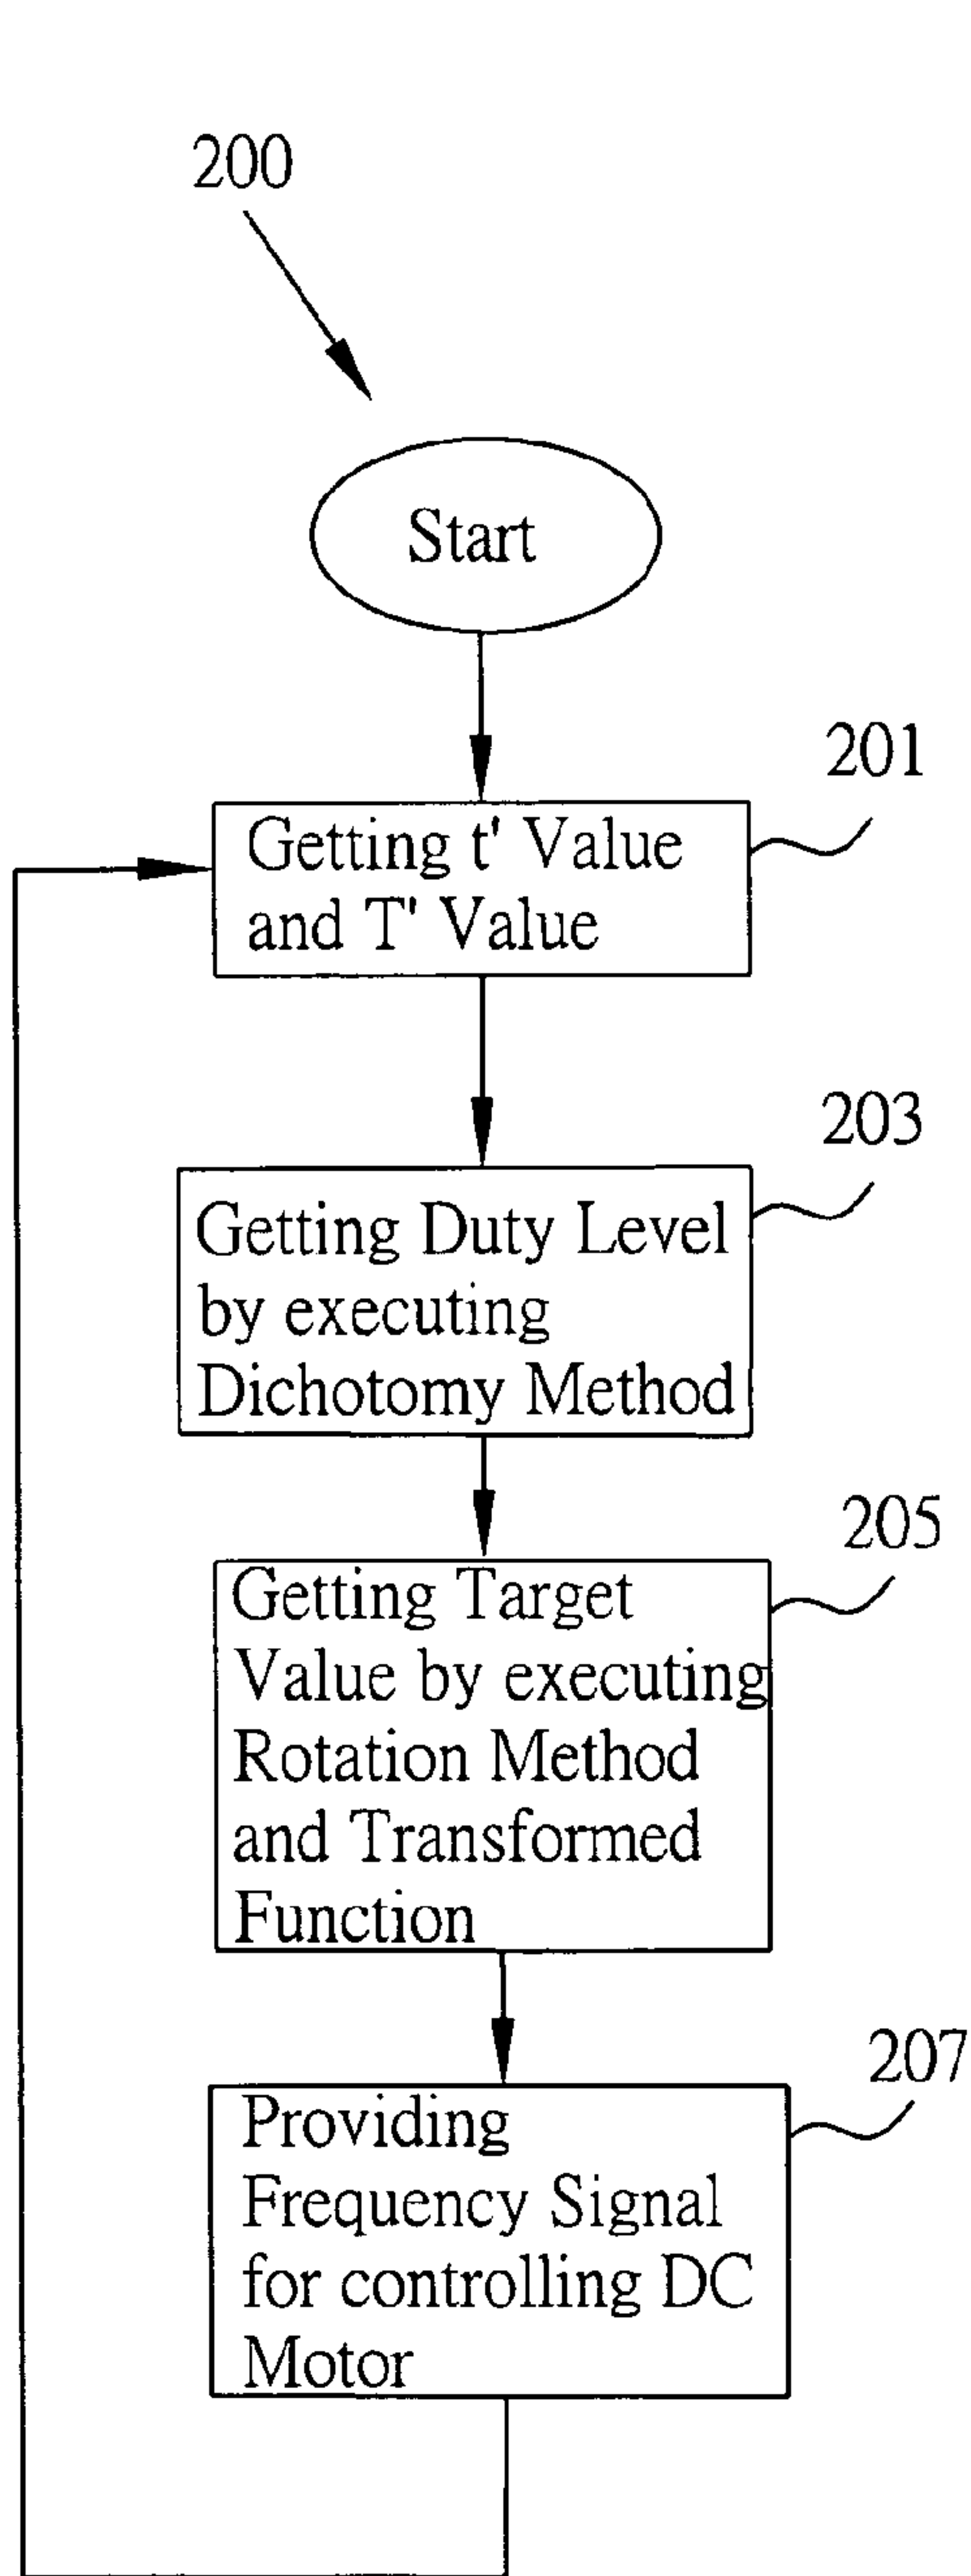 200
Start
201
Getting t' Value
and T' Value
203
Getting Duty Level
by executing
Dichotomy Method
205
Getting Target
Value by executing
Rotation Method
and Transformed
Function
207
Providing
Frequency Signal
for controlling DC
Motor